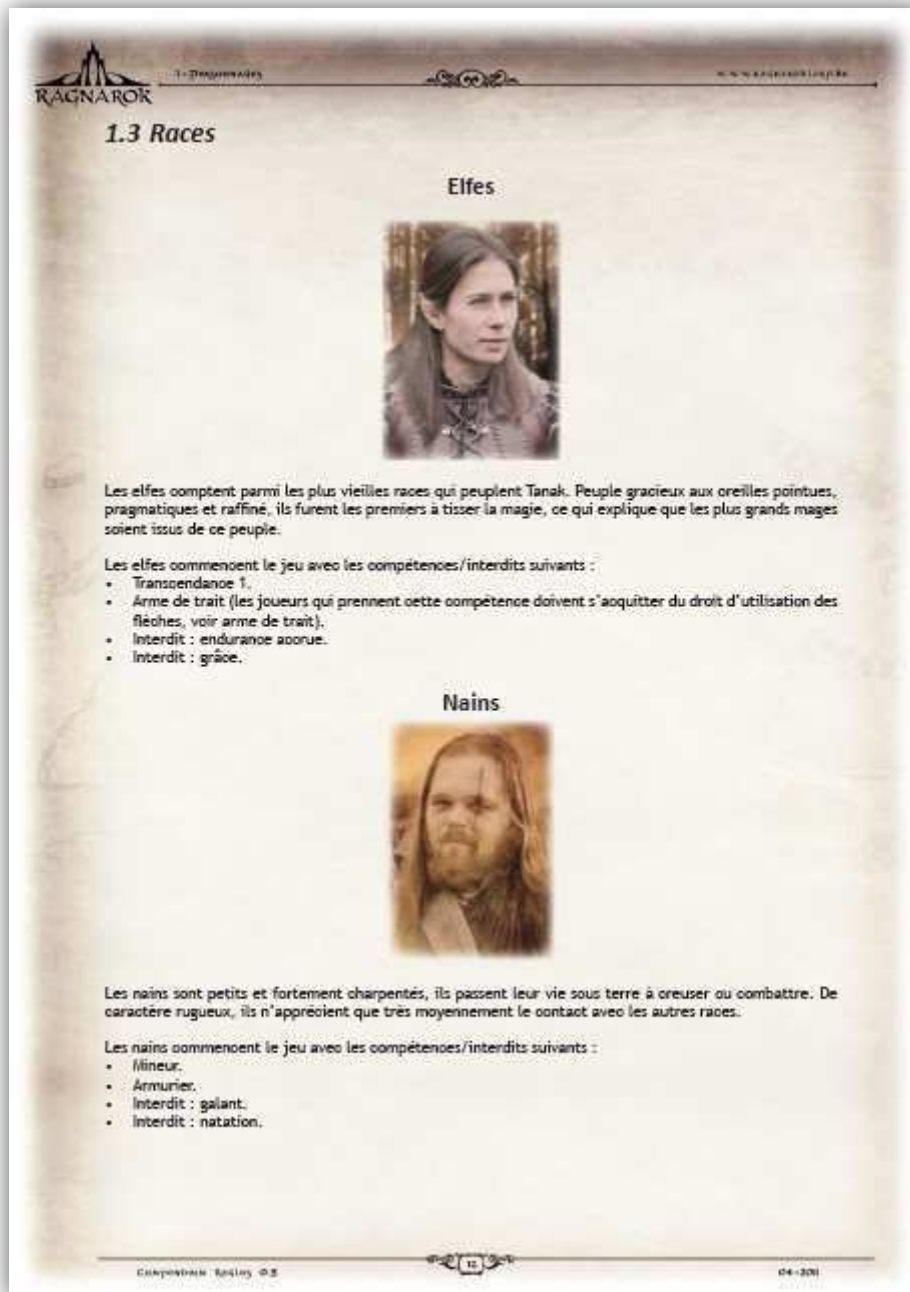 RAGNAROK
1.3 Races
Elfes
Les elfes comptent parmi les plus vieilles races qui peuplent Tanak. Peuple gracieux aux oreilles pointues,
pragmatiques et raffiné, ils furent les premiers à tisser la magie, ce qui explique que les plus grands mages
soient issus de ce peuple.
Les elfes commencent le jeu avec les compétences/interdits suivants :
• Transcendance 1.
• Arme de trait (les joueurs qui prennent cette compétence doivent s'acquitter du droit d'utilisation des
flèches, voir arme de trait).
• Interdit : endurance accrue.
• Interdit : grâce.
Nains
Les nains sont petits et fortement charpentés, ils passent leur vie sous terre à creuser ou combattre. De
caractère rugueux, ils n'apprécient que très moyennement le contact avec les autres races.
Les nains commencent le jeu avec les compétences/interdits suivants :
• Mineur.
• Armurier.
• Interdit : galant.
• Interdit : natation.
12